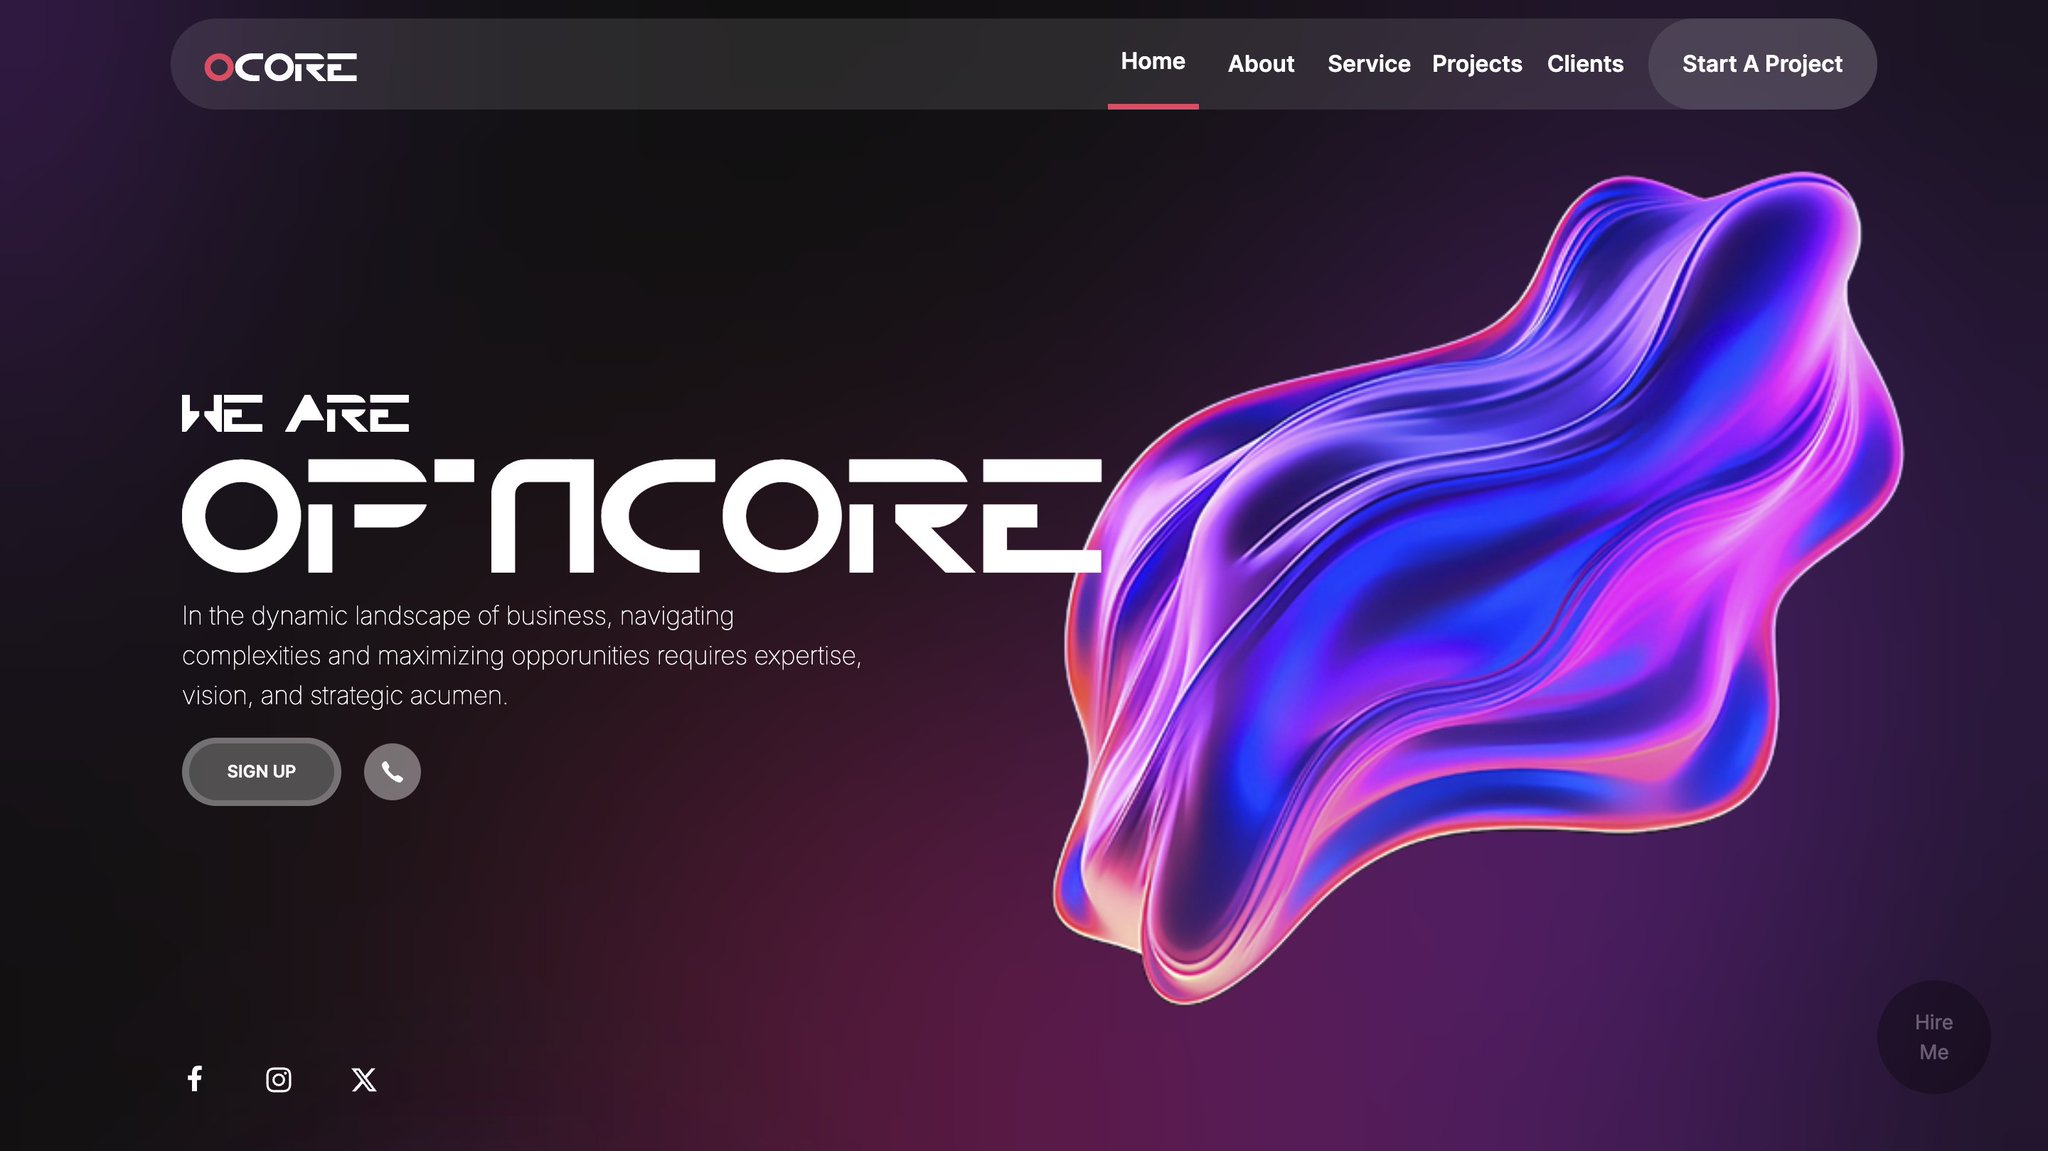 OCORE
Home About Service Projects Clients Start A Project
WE ARE
OPTICORE
In the dynamic landscape of business, navigating
complexities and maximizing opporunities requires expertise,
vision, and strategic acumen.
SIGN UP
Hire
Me